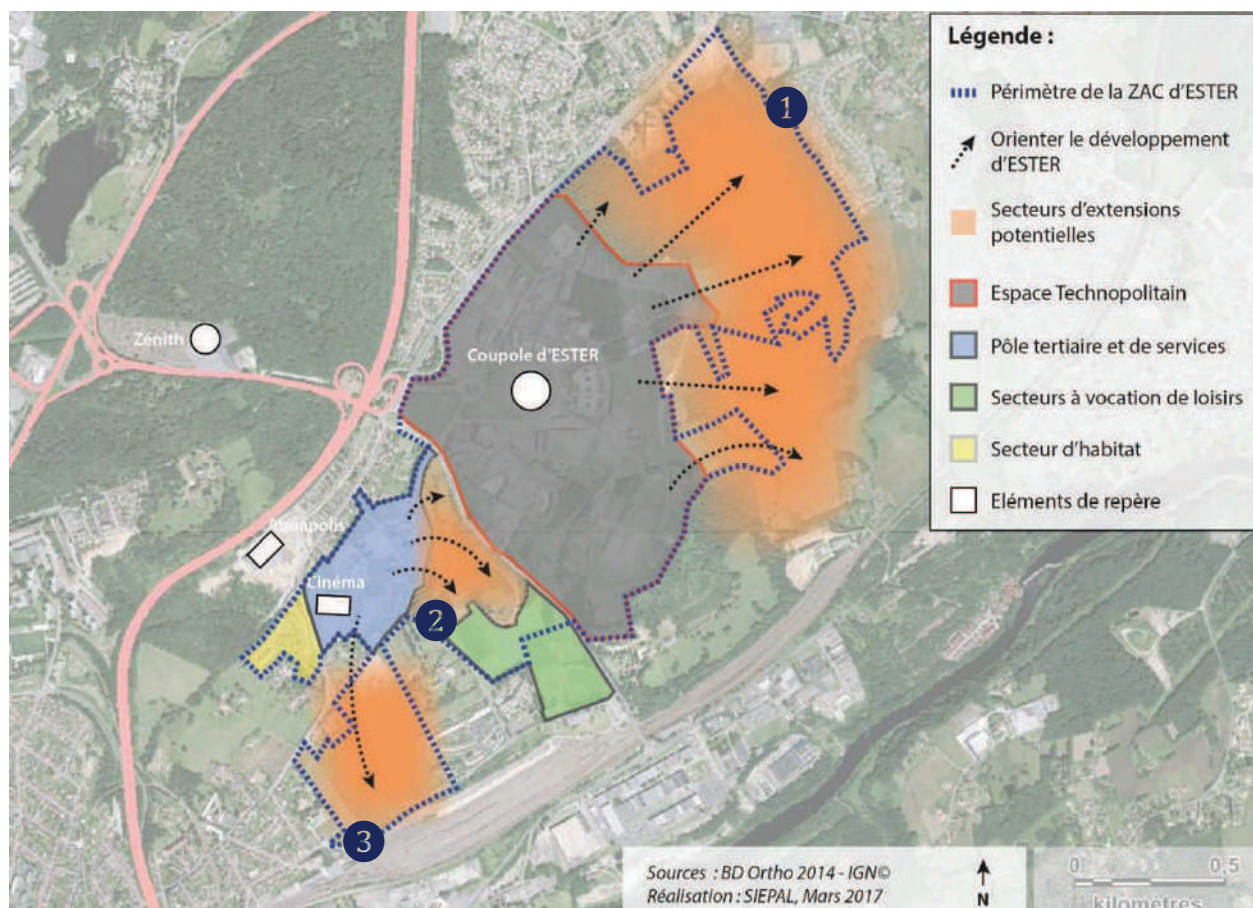 Légende :
Périmètre de la ZAC d'ESTER
Orienter le développement
d'ESTER
Secteurs d'extensions
potentielles
Espace Technopolitain
Pôle tertiaire et de services
Secteurs à vocation de loisirs
Secteur d'habitat
Eléments de repère
1
Zénith
Coupole d'ESTER
Aquapolis
Cinéma
2
3
Sources : BD Ortho 2014 - IGN©
Réalisation : SIEPAL, Mars 2017
N
0 0,5
kilomètres